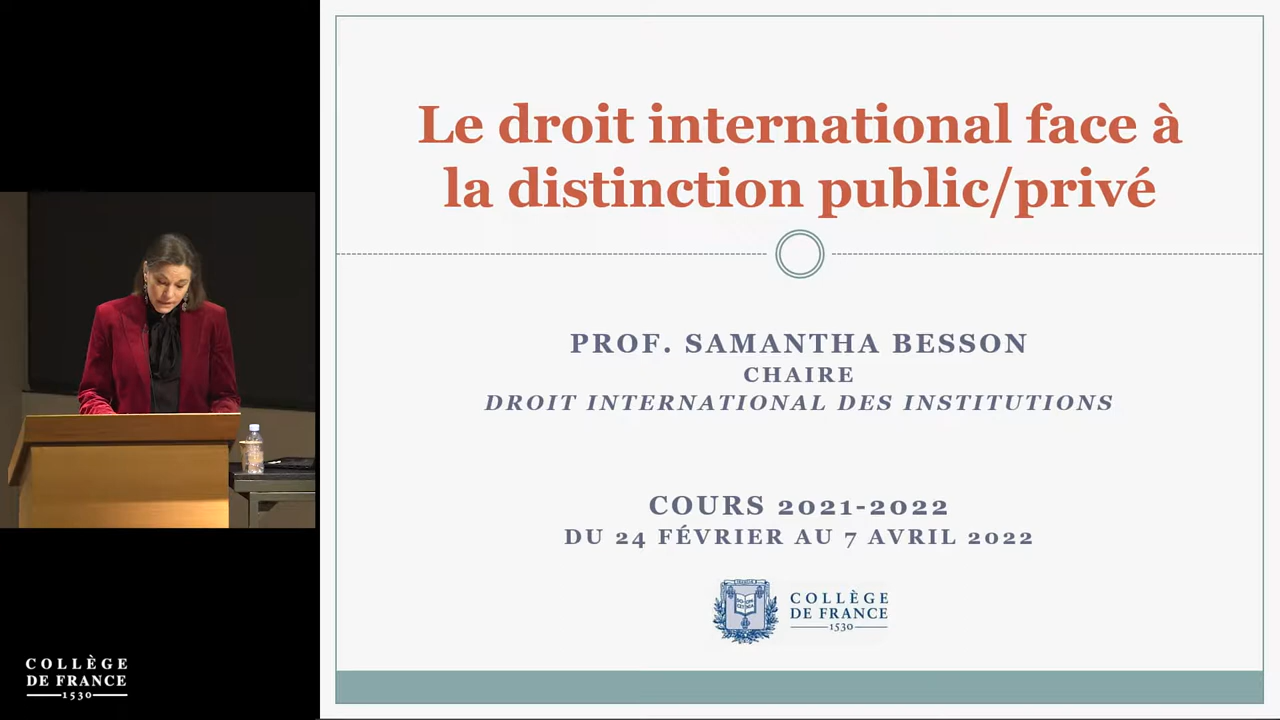 Le droit international face à
la distinction public/privé
PROF. SAMANTHA BESSON
CHAIRE
DROIT INTERNATIONAL DES INSTITUTIONS
COURS 2021-2022
DU 24 FÉVRIER AU 7 AVRIL 2022
COLLÈGE
DE FRANCE
1530
COLLÈGE
DE FRANCE
1530